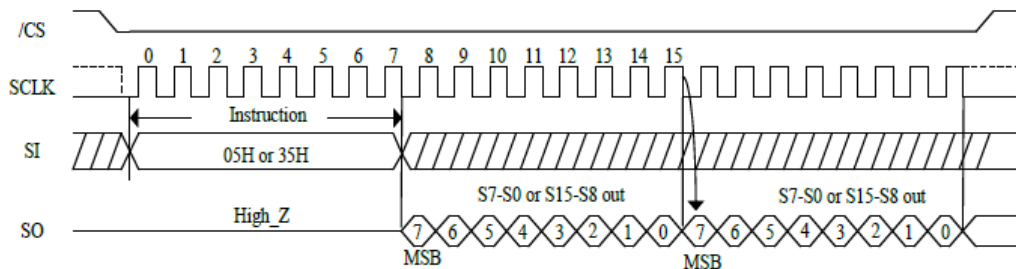 /CS
0 1 2 3 4 5 6 7 8 9 10 11 12 13 14 15
SCLK
Instruction
SI
05H or 35H
S7-S0 or S15-S8 out S7-S0 or S15-S8 out
High_Z
SO
7 6 5 4 3 2 1 0 7 6 5 4 3 2 1 0
MSB MSB